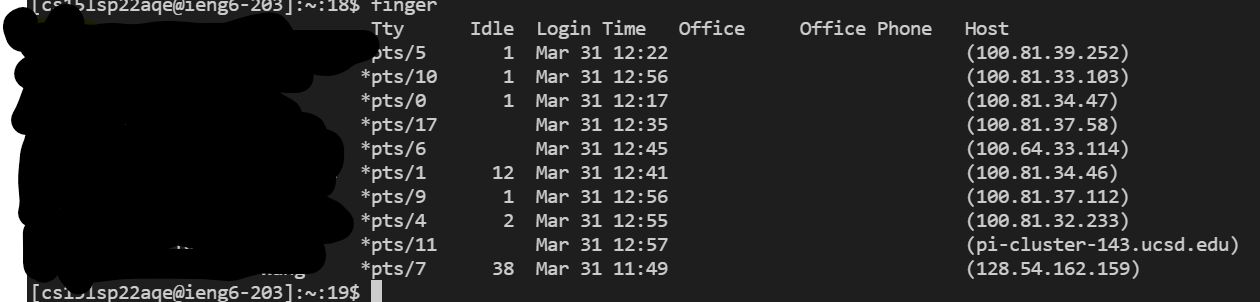 [cs15lsp22aqe@ieng6-203]:~:18$ finger
Tty Idle Login Time Office Office Phone Host
*pts/5 1 Mar 31 12:22 (100.81.39.252)
*pts/10 1 Mar 31 12:56 (100.81.33.103)
*pts/0 1 Mar 31 12:17 (100.81.34.47)
*pts/17 Mar 31 12:35 (100.81.37.58)
*pts/6 Mar 31 12:45 (100.64.33.114)
*pts/1 12 Mar 31 12:41 (100.81.34.46)
*pts/9 1 Mar 31 12:56 (100.81.37.112)
*pts/4 2 Mar 31 12:55 (100.81.32.233)
*pts/11 Mar 31 12:57 (pi-cluster-143.ucsd.edu)
*pts/7 38 Mar 31 11:49 (128.54.162.159)
[cs15lsp22aqe@ieng6-203]:~:19$